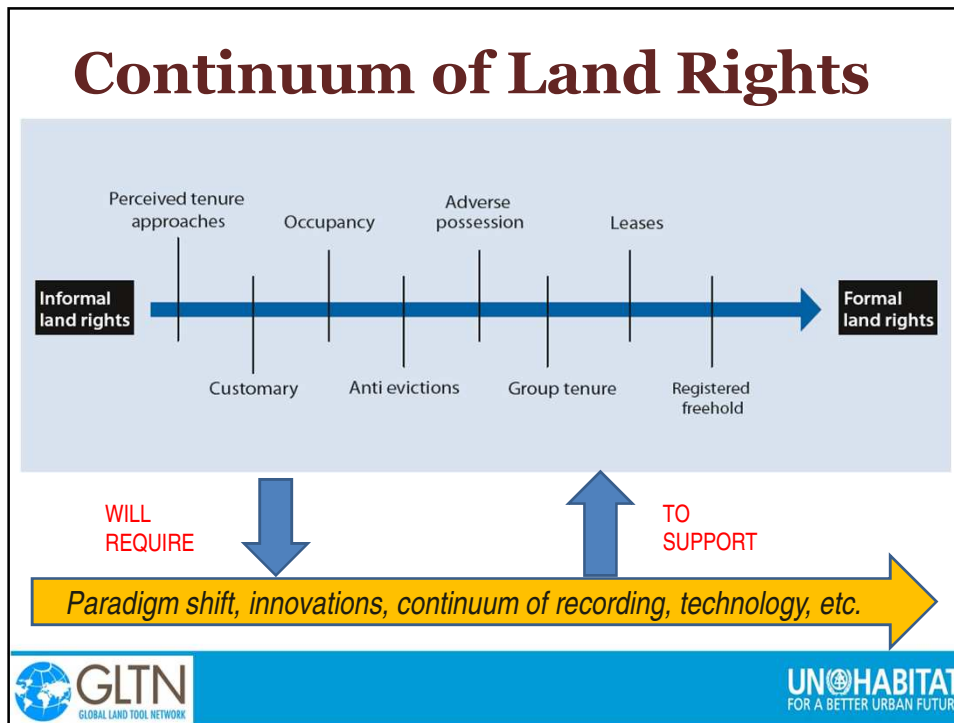 Continuum of Land Rights
Perceived tenure
approaches
Occupancy
Adverse
possession
Leases
Informal
land rights
Formal
land rights
Customary
Anti evictions
Group tenure
Registered
freehold
WILL
REQUIRE
TO
SUPPORT
Paradigm shift, innovations, continuum of recording, technology, etc.
GLTN
GLOBAL LAND TOOL NETWORK
UN HABITAT
FOR A BETTER URBAN FUTUR